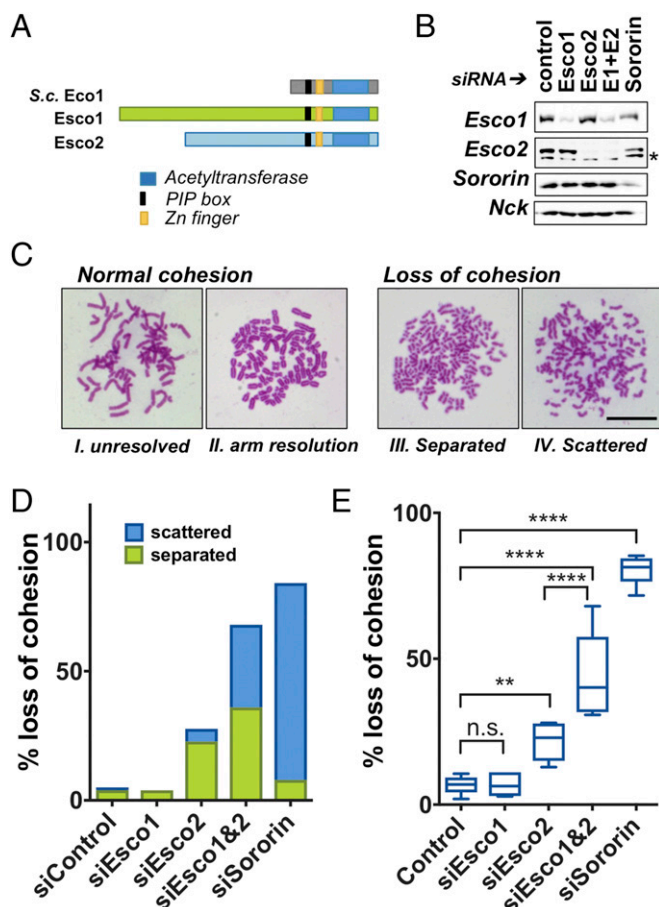 A
S.c. Eco1
Esco1
Esco2
Acetyltransferase
PIP box
Zn finger
B
siRNA→
control
Esco1
Esco2
E1+E2
Sororin
Esco1
Esco2
*
Sororin
Nck
C
Normal cohesion
Loss of cohesion
I. unresolved
II. arm resolution
III. Separated
IV. Scattered
D
% loss of cohesion
100
50
0
scattered
separated
siControl
siEsco1
siEsco2
siEsco1&2
siSororin
E
% loss of cohesion
100
50
0
****
****
****
**
n.s.
Control
siEsco1
siEsco2
siEsco1&2
siSororin